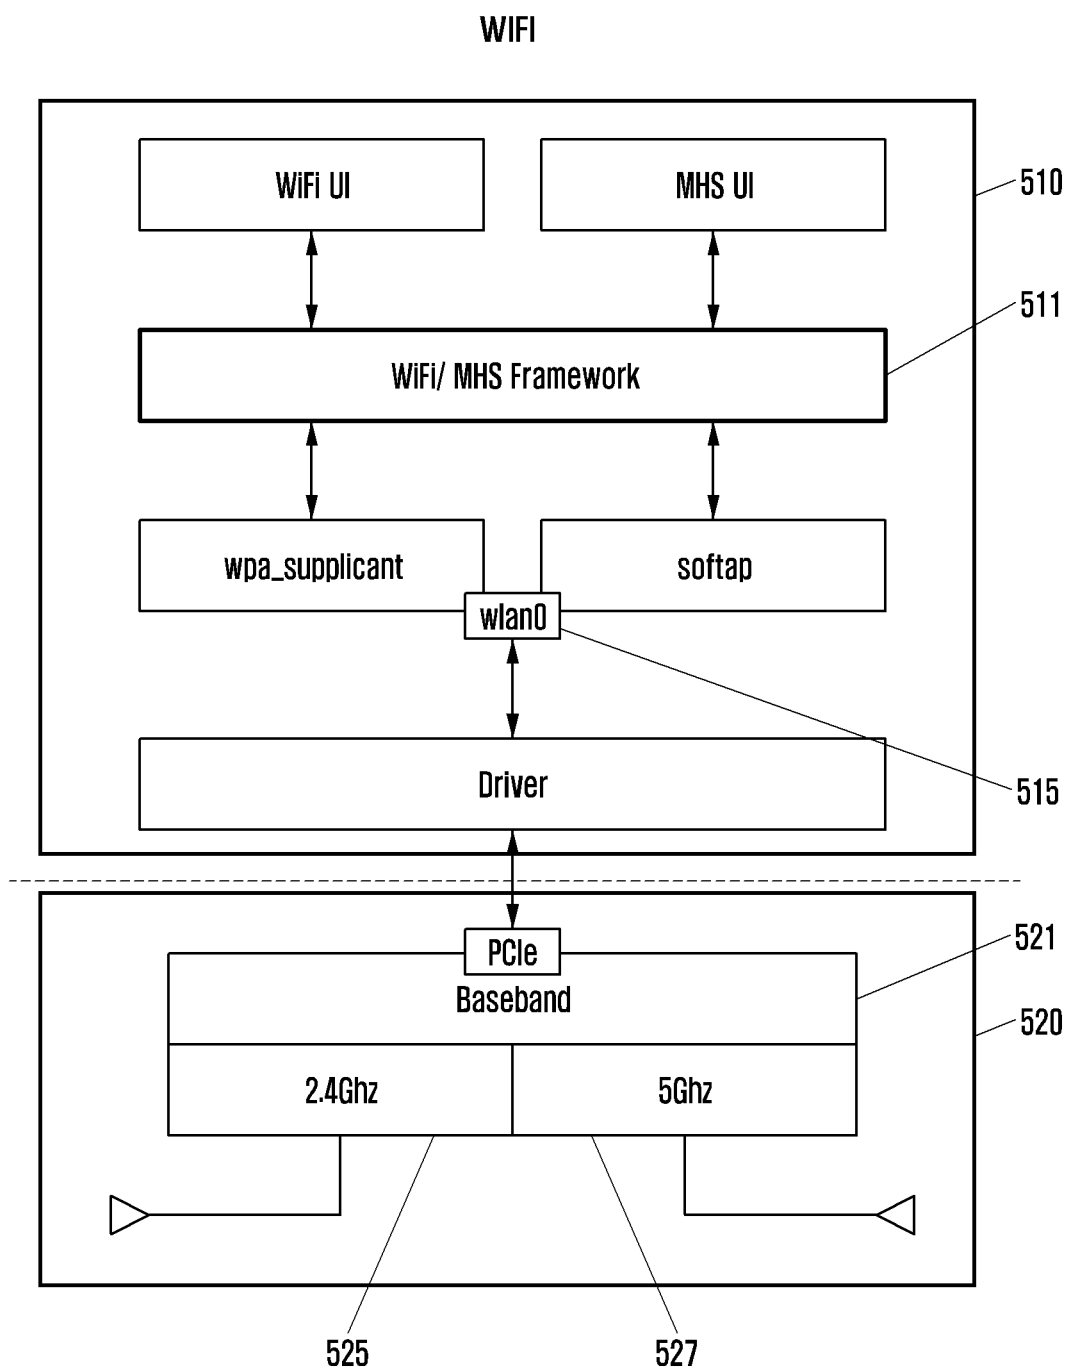 WIFI
WiFi UI
MHS UI
510
511
WiFi/ MHS Framework
wpa_supplicant
softap
wlan0
Driver
515
PCIe
521
Baseband
520
2.4Ghz
5Ghz
525
527